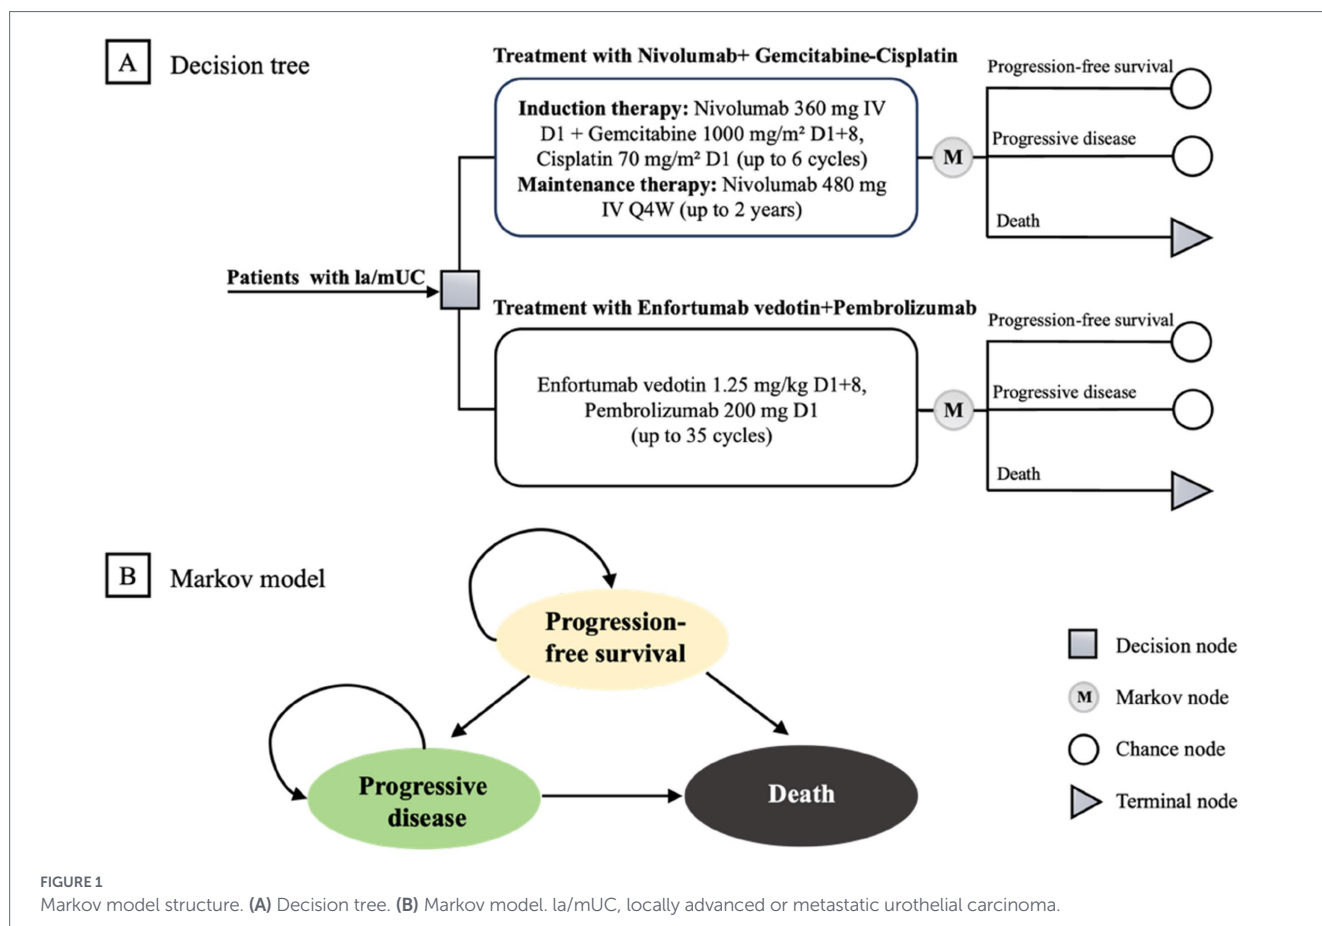 A
Decision tree
Treatment with Nivolumab+ Gemcitabine-Cisplatin
Induction therapy: Nivolumab 360 mg IV
D1 + Gemcitabine 1000 mg/m² D1+8,
Cisplatin 70 mg/m² D1 (up to 6 cycles)
Maintenance therapy: Nivolumab 480 mg
IV Q4W (up to 2 years)
M
Progression-free survival
Progressive disease
Death
Patients with la/mUC
Treatment with Enfortumab vedotin+Pembrolizumab
Enfortumab vedotin 1.25 mg/kg D1+8,
Pembrolizumab 200 mg D1
(up to 35 cycles)
M
Progression-free survival
Progressive disease
Death
B
Markov model
Progression-
free survival
Progressive
disease
Death
Decision node
M
Markov node
Chance node
Terminal node
FIGURE 1
Markov model structure. (A) Decision tree. (B) Markov model. la/mUC, locally advanced or metastatic urothelial carcinoma.